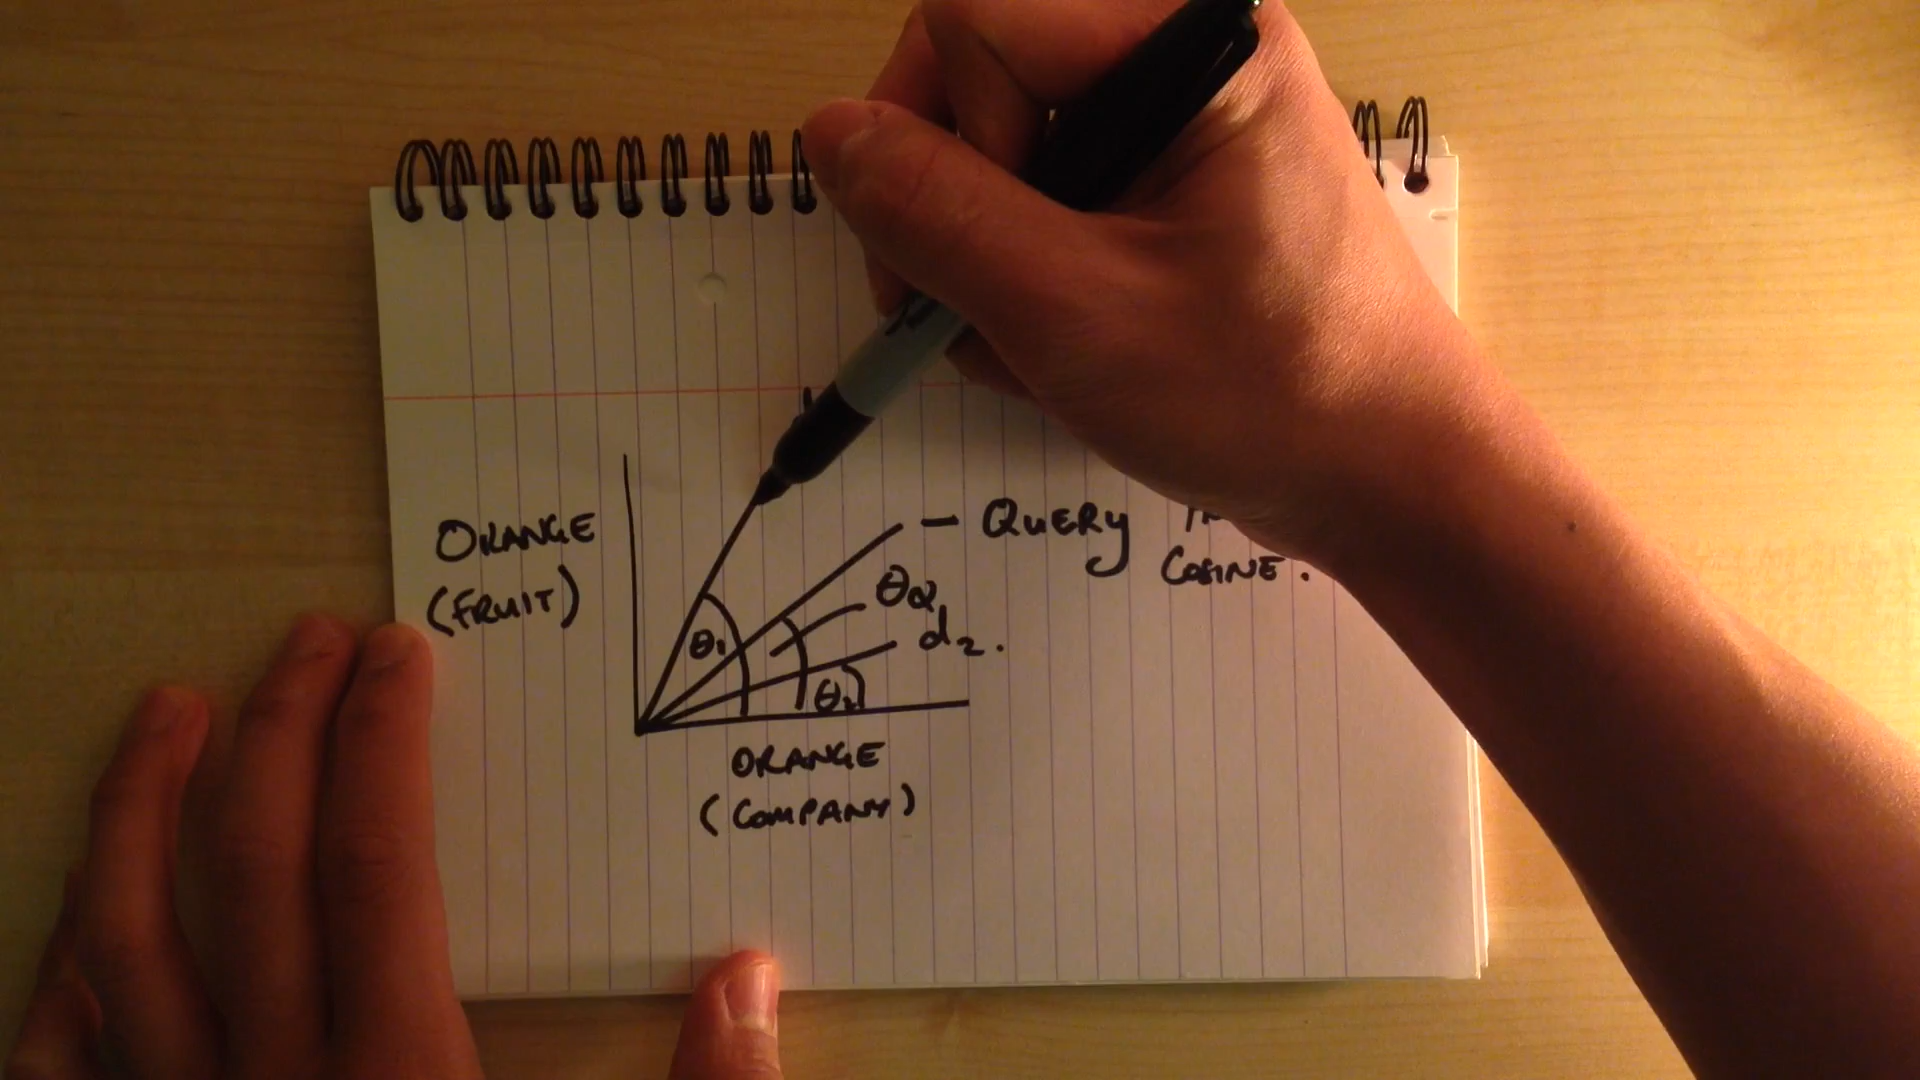 ORANGE
(FRUIT)
— QUERY
COSINE.
θQ
d2.
θ1
θ2
ORANGE
(COMPANY)